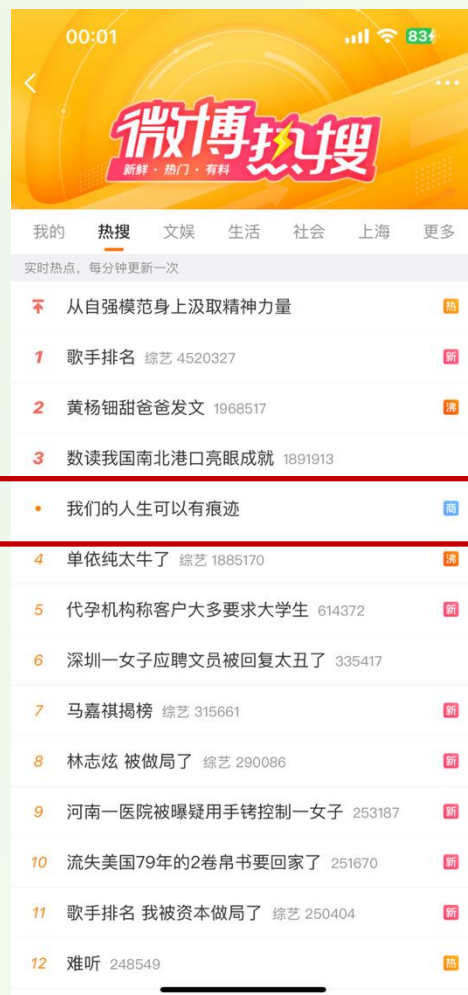 00:01
83
微博热搜
新鲜·热门·有料
我的 热搜 文娱 生活 社会 上海 更多
实时热点，每分钟更新一次
从自强模范身上汲取精神力量 热
1 歌手排名 综艺 4520327 新
2 黄杨钿甜爸爸发文 1968517 沸
3 数读我国南北港口亮眼成就 1891913
• 我们的人生可以有痕迹 商
4 单依纯太牛了 综艺 1885170 沸
5 代孕机构称客户大多要求大学生 614372 新
6 深圳一女子应聘文员被回复太丑了 335417
7 马嘉祺揭榜 综艺 315661 新
8 林志炫 被做局了 综艺 290086 新
9 河南一医院被曝疑用手铐控制一女子 253187 新
10 流失美国79年的2卷帛书要回家了 251670 新
11 歌手排名 我被资本做局了 综艺 250404 新
12 难听 248549 热